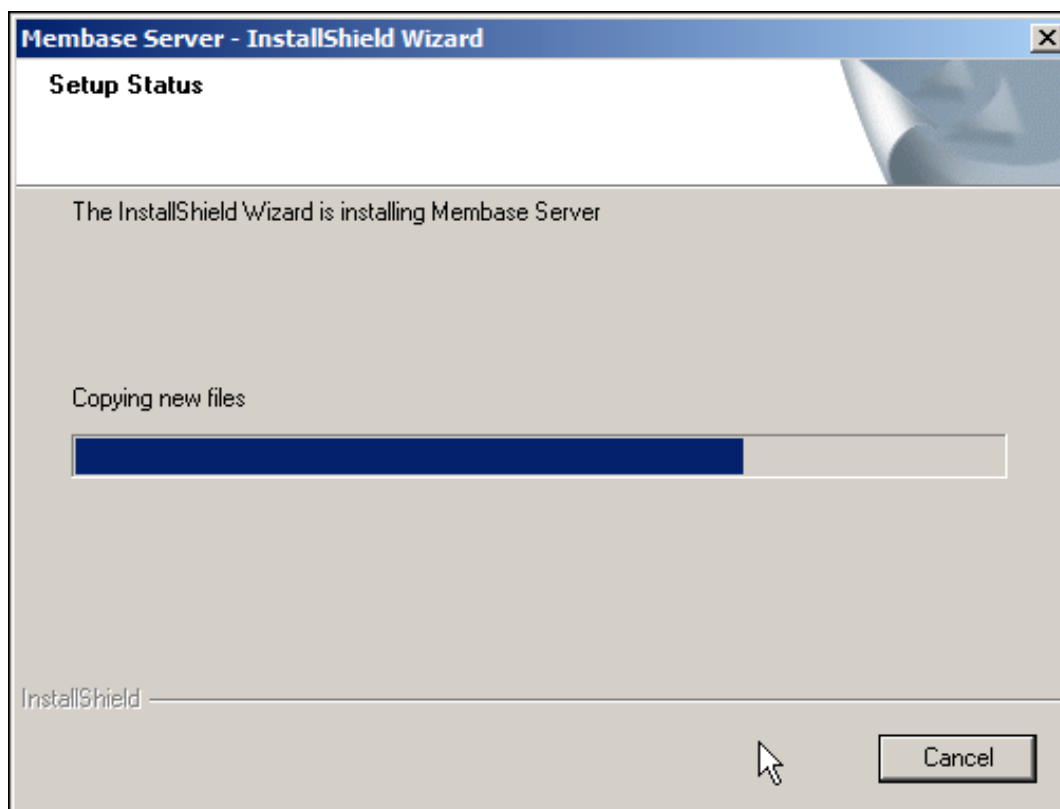 Membase Server - InstallShield Wizard
Setup Status
The InstallShield Wizard is installing Membase Server
Copying new files
InstallShield
Cancel